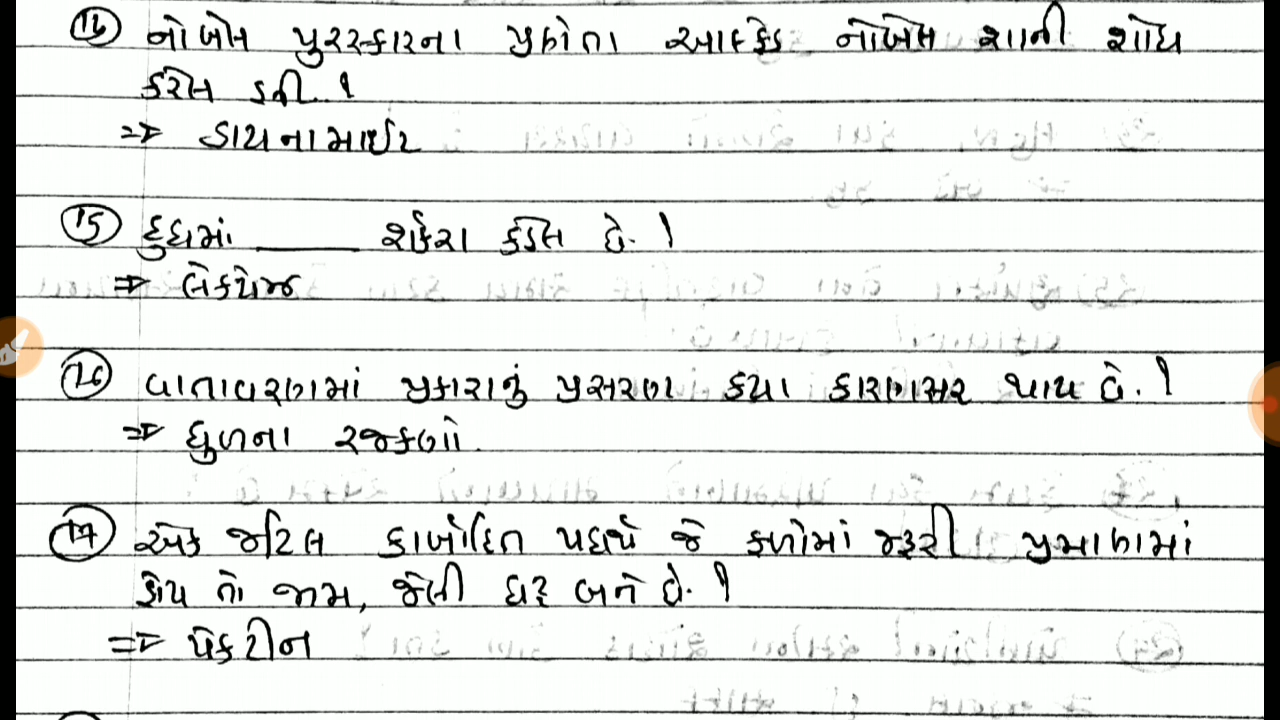 (14) નોબેલ પુરસ્કારના પ્રણેતા આલ્ફ્રેડ નોબેલ શાની શોધ
કરેલ હતી.?
⇒ ડાયનામાઈટ
(15) દુધમાં ______ શર્કરા હોય છે.?
⇒ લેક્ટોજ
(16) વાતાવરણમાં પ્રકાશનું પ્રસરણ કયા કારણસર થાય છે.?
⇒ ધુળના રજકણો.
(17) એક જટિલ કાર્બોદિત પદાર્થ જે ફળોમાં જરૂરી પ્રમાણમાં
હોય તો જામ, જેલી ઘટ્ટ બને છે.?
⇒ પેક્ટીન